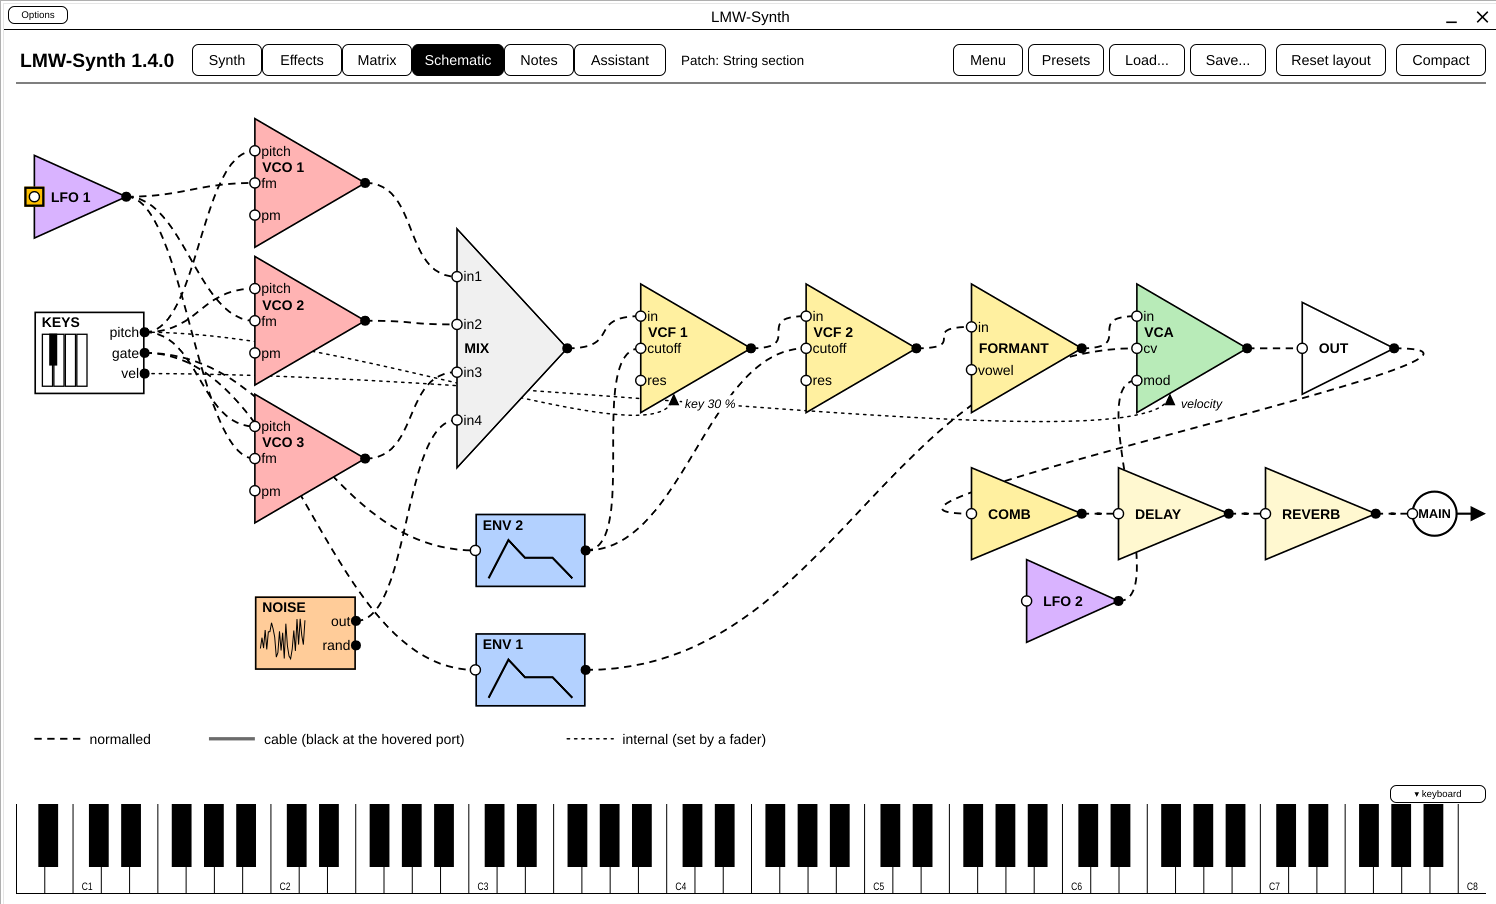 Options
LMW-Synth
LMW-Synth 1.4.0
Synth
Effects
Matrix
Schematic
Notes
Assistant
Patch: String section
Menu
Presets
Load...
Save...
Reset layout
Compact
LFO 1
pitch
VCO 1
fm
pm
KEYS
pitch
gate
vel
pitch
VCO 2
fm
pm
pitch
VCO 3
fm
pm
in1
in2
MIX
in3
in4
in
VCF 1
cutoff
res
key 30 %
in
VCF 2
cutoff
res
in
FORMANT
vowel
in
VCA
cv
mod
velocity
OUT
COMB
DELAY
REVERB
MAIN
ENV 2
LFO 2
NOISE
out
rand
ENV 1
normalled
cable (black at the hovered port)
internal (set by a fader)
▾ keyboard
C1
C2
C3
C4
C5
C6
C7
C8